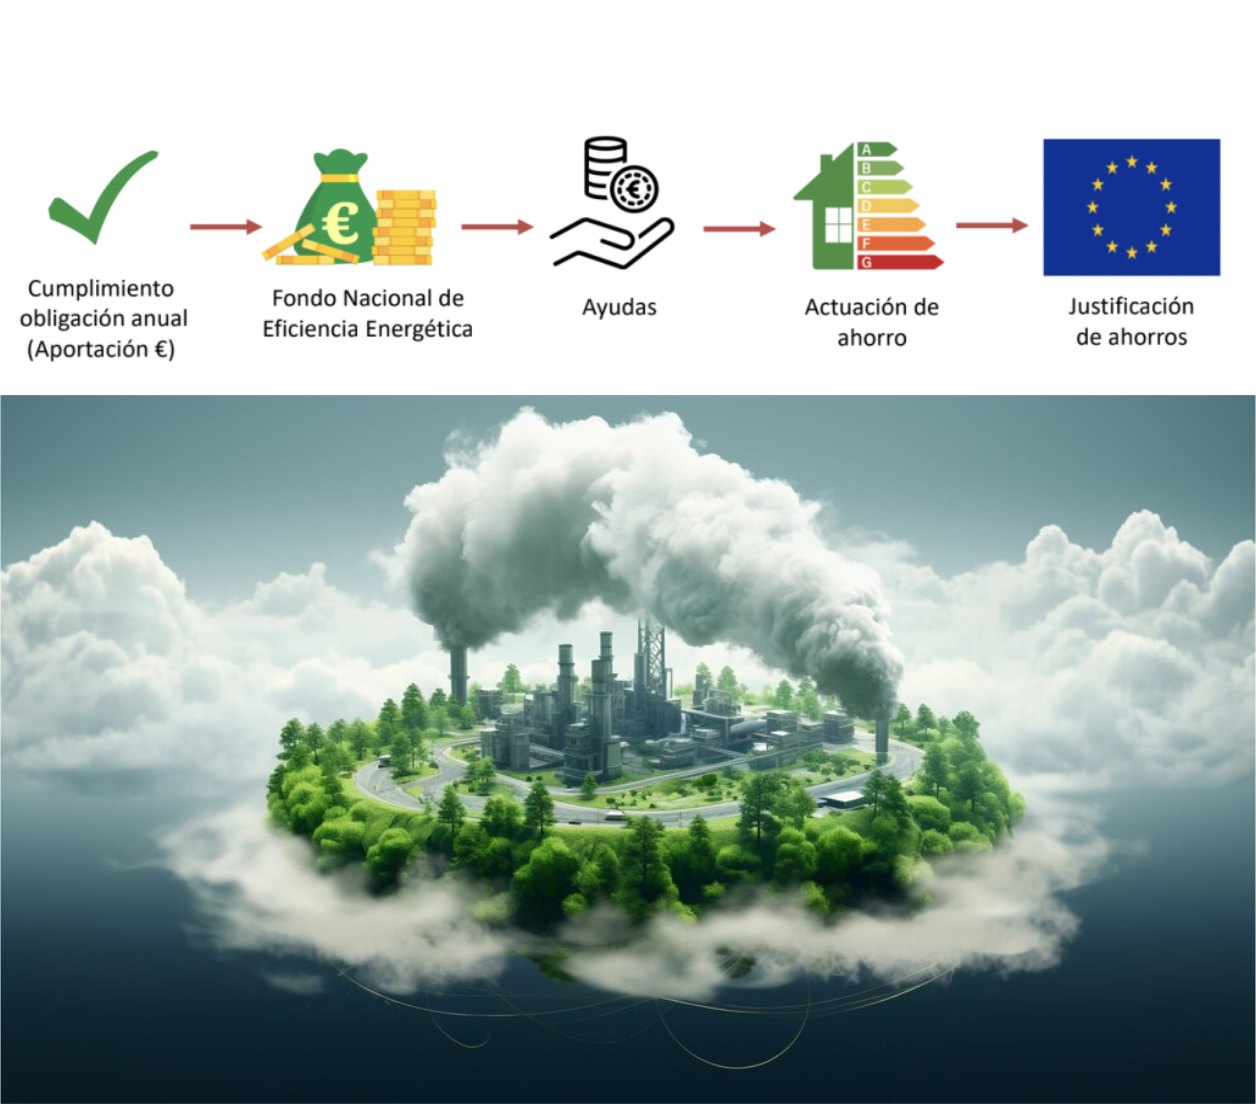 Cumplimiento
obligación anual
(Aportación €)
€
Fondo Nacional de
Eficiencia Energética
€
Ayudas
A
B
C
D
E
F
G
Actuación de
ahorro
Justificación
de ahorros